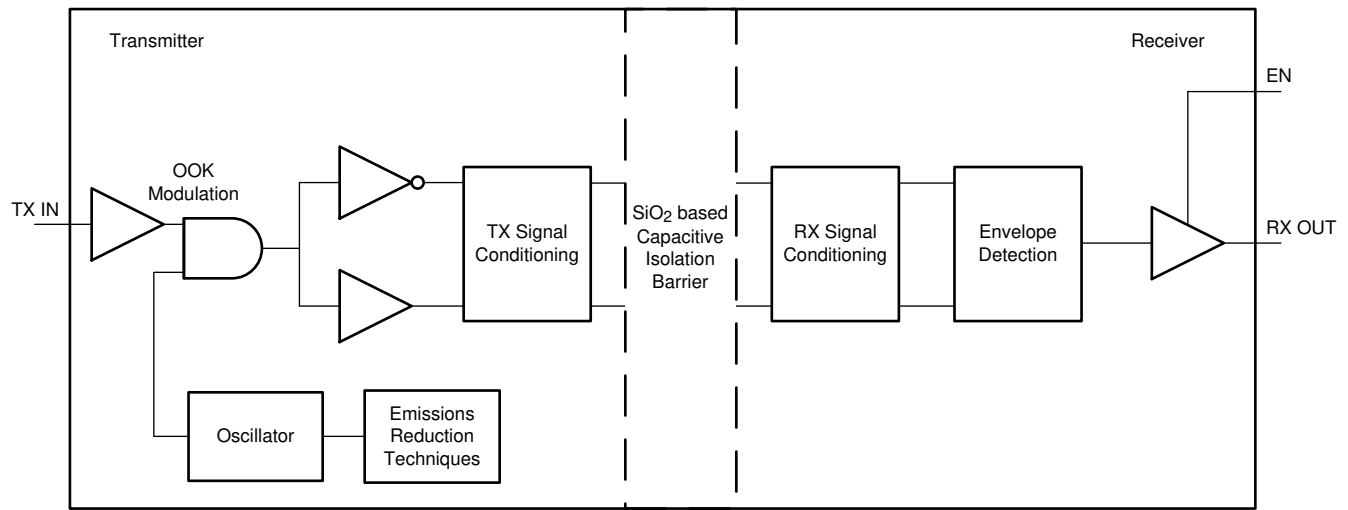 Transmitter
Receiver
EN
OOK
Modulation
TX IN
TX Signal
Conditioning
SiO2 based
Capacitive
Isolation
Barrier
RX Signal
Conditioning
Envelope
Detection
RX OUT
Oscillator
Emissions
Reduction
Techniques